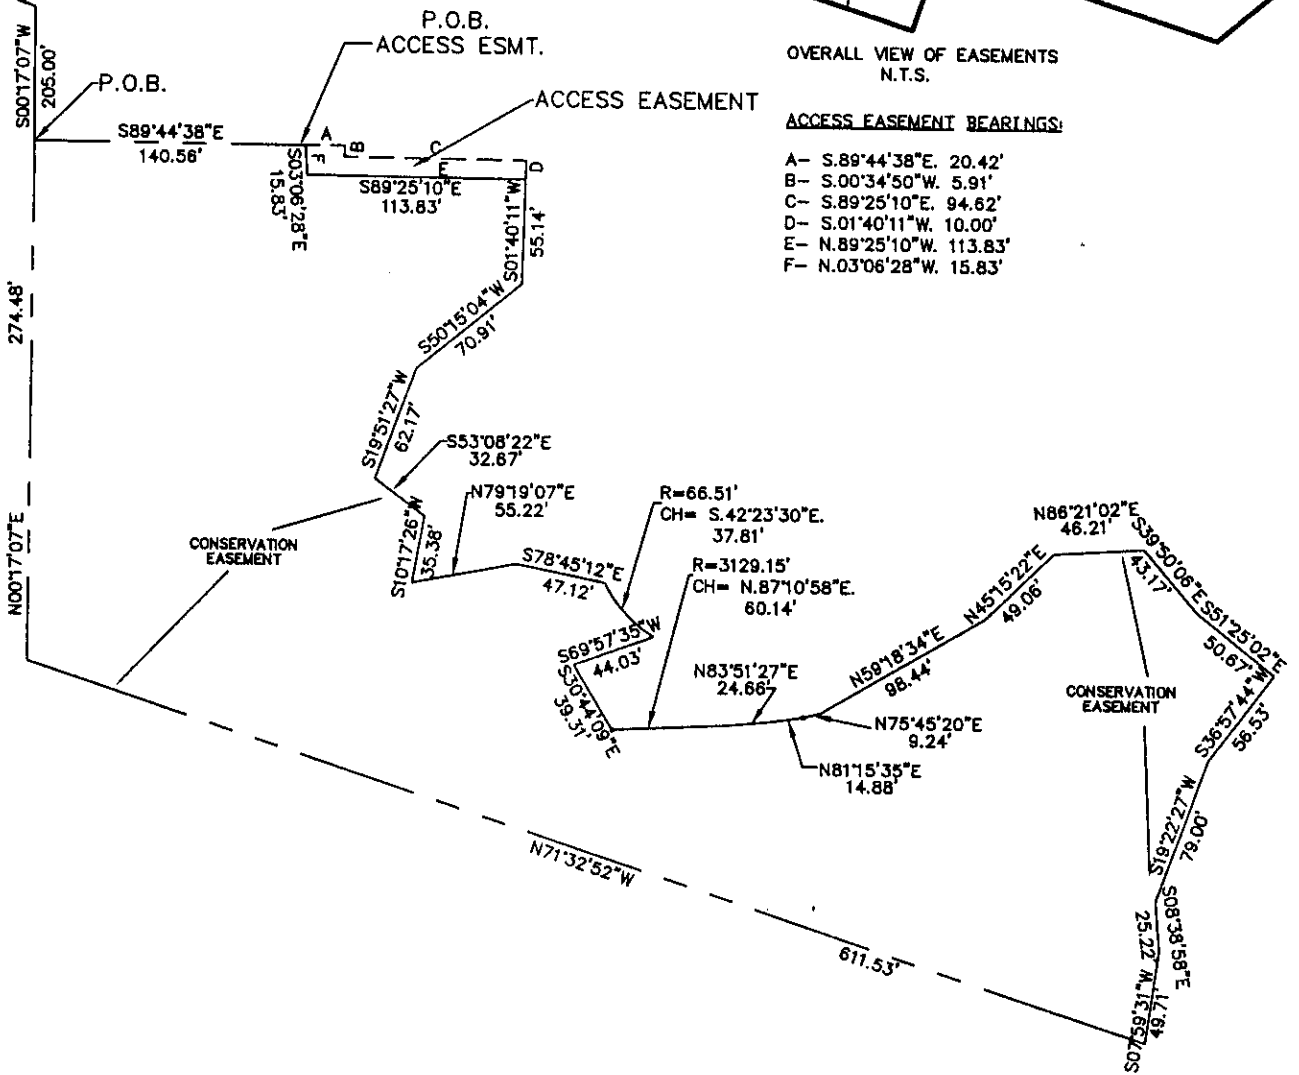 P.O.B.
ACCESS ESMT.
S00°17'07"W
205.00'
P.O.B.
ACCESS EASEMENT
OVERALL VIEW OF EASEMENTS
N.T.S.
ACCESS EASEMENT BEARINGS:
A- S.89°44'38"E. 20.42'
B- S.00°34'50"W. 5.91'
C- S.89°25'10"E. 94.62'
D- S.01°40'11"W. 10.00'
E- N.89°25'10"W. 113.83'
F- N.03°06'28"W. 15.83'
S89°44'38"E
140.56'
A
B
C
D
E
F
S03°06'28"E
15.83'
S89°25'10"E
113.83'
S01°40'11"W
55.14'
274.48'
N00°17'07"E
S50°15'04"W
70.91'
S19°51'27"W
62.17'
S53°08'22"E
32.67'
N79°19'07"E
55.22'
S10°17'26"W
35.38'
CONSERVATION
EASEMENT
S78°45'12"E
47.12'
R=66.51'
CH= S.42°23'30"E.
37.81'
R=3129.15'
CH= N.87°10'58"E.
60.14'
S69°57'35"W
44.03'
S30°44'09"E
39.31'
N83°51'27"E
24.66'
N59°18'34"E
98.44'
N75°45'20"E
9.24'
N81°15'35"E
14.88'
N45°15'22"E
49.06'
N86°21'02"E
46.21'
S39°50'06"E
43.17'
S51°25'02"E
50.67'
S36°57'44"W
56.53'
CONSERVATION
EASEMENT
S19°22'27"W
79.00'
S08°38'58"E
25.22
S07°59'31"W
49.71'
N71°32'52"W
611.53'